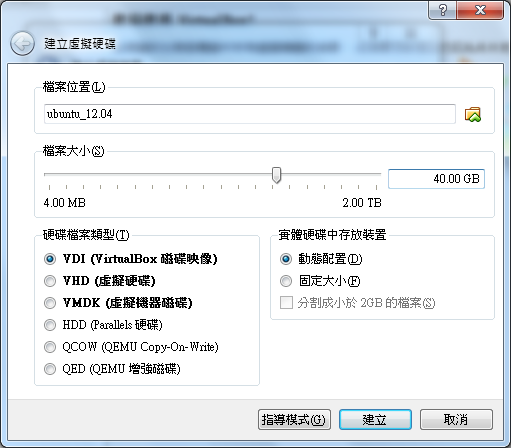 建立虛擬硬碟
檔案位置(L)
ubuntu_12.04
檔案大小(S)
40.00 GB
4.00 MB 2.00 TB
硬碟檔案類型(T)
VDI (VirtualBox 磁碟映像)
VHD (虛擬硬碟)
VMDK (虛擬機器磁碟)
HDD (Parallels 硬碟)
QCOW (QEMU Copy-On-Write)
QED (QEMU 增強磁碟)
實體硬碟中存放裝置
動態配置(D)
固定大小(F)
分割成小於 2GB 的檔案(S)
指導模式(G) 建立 取消